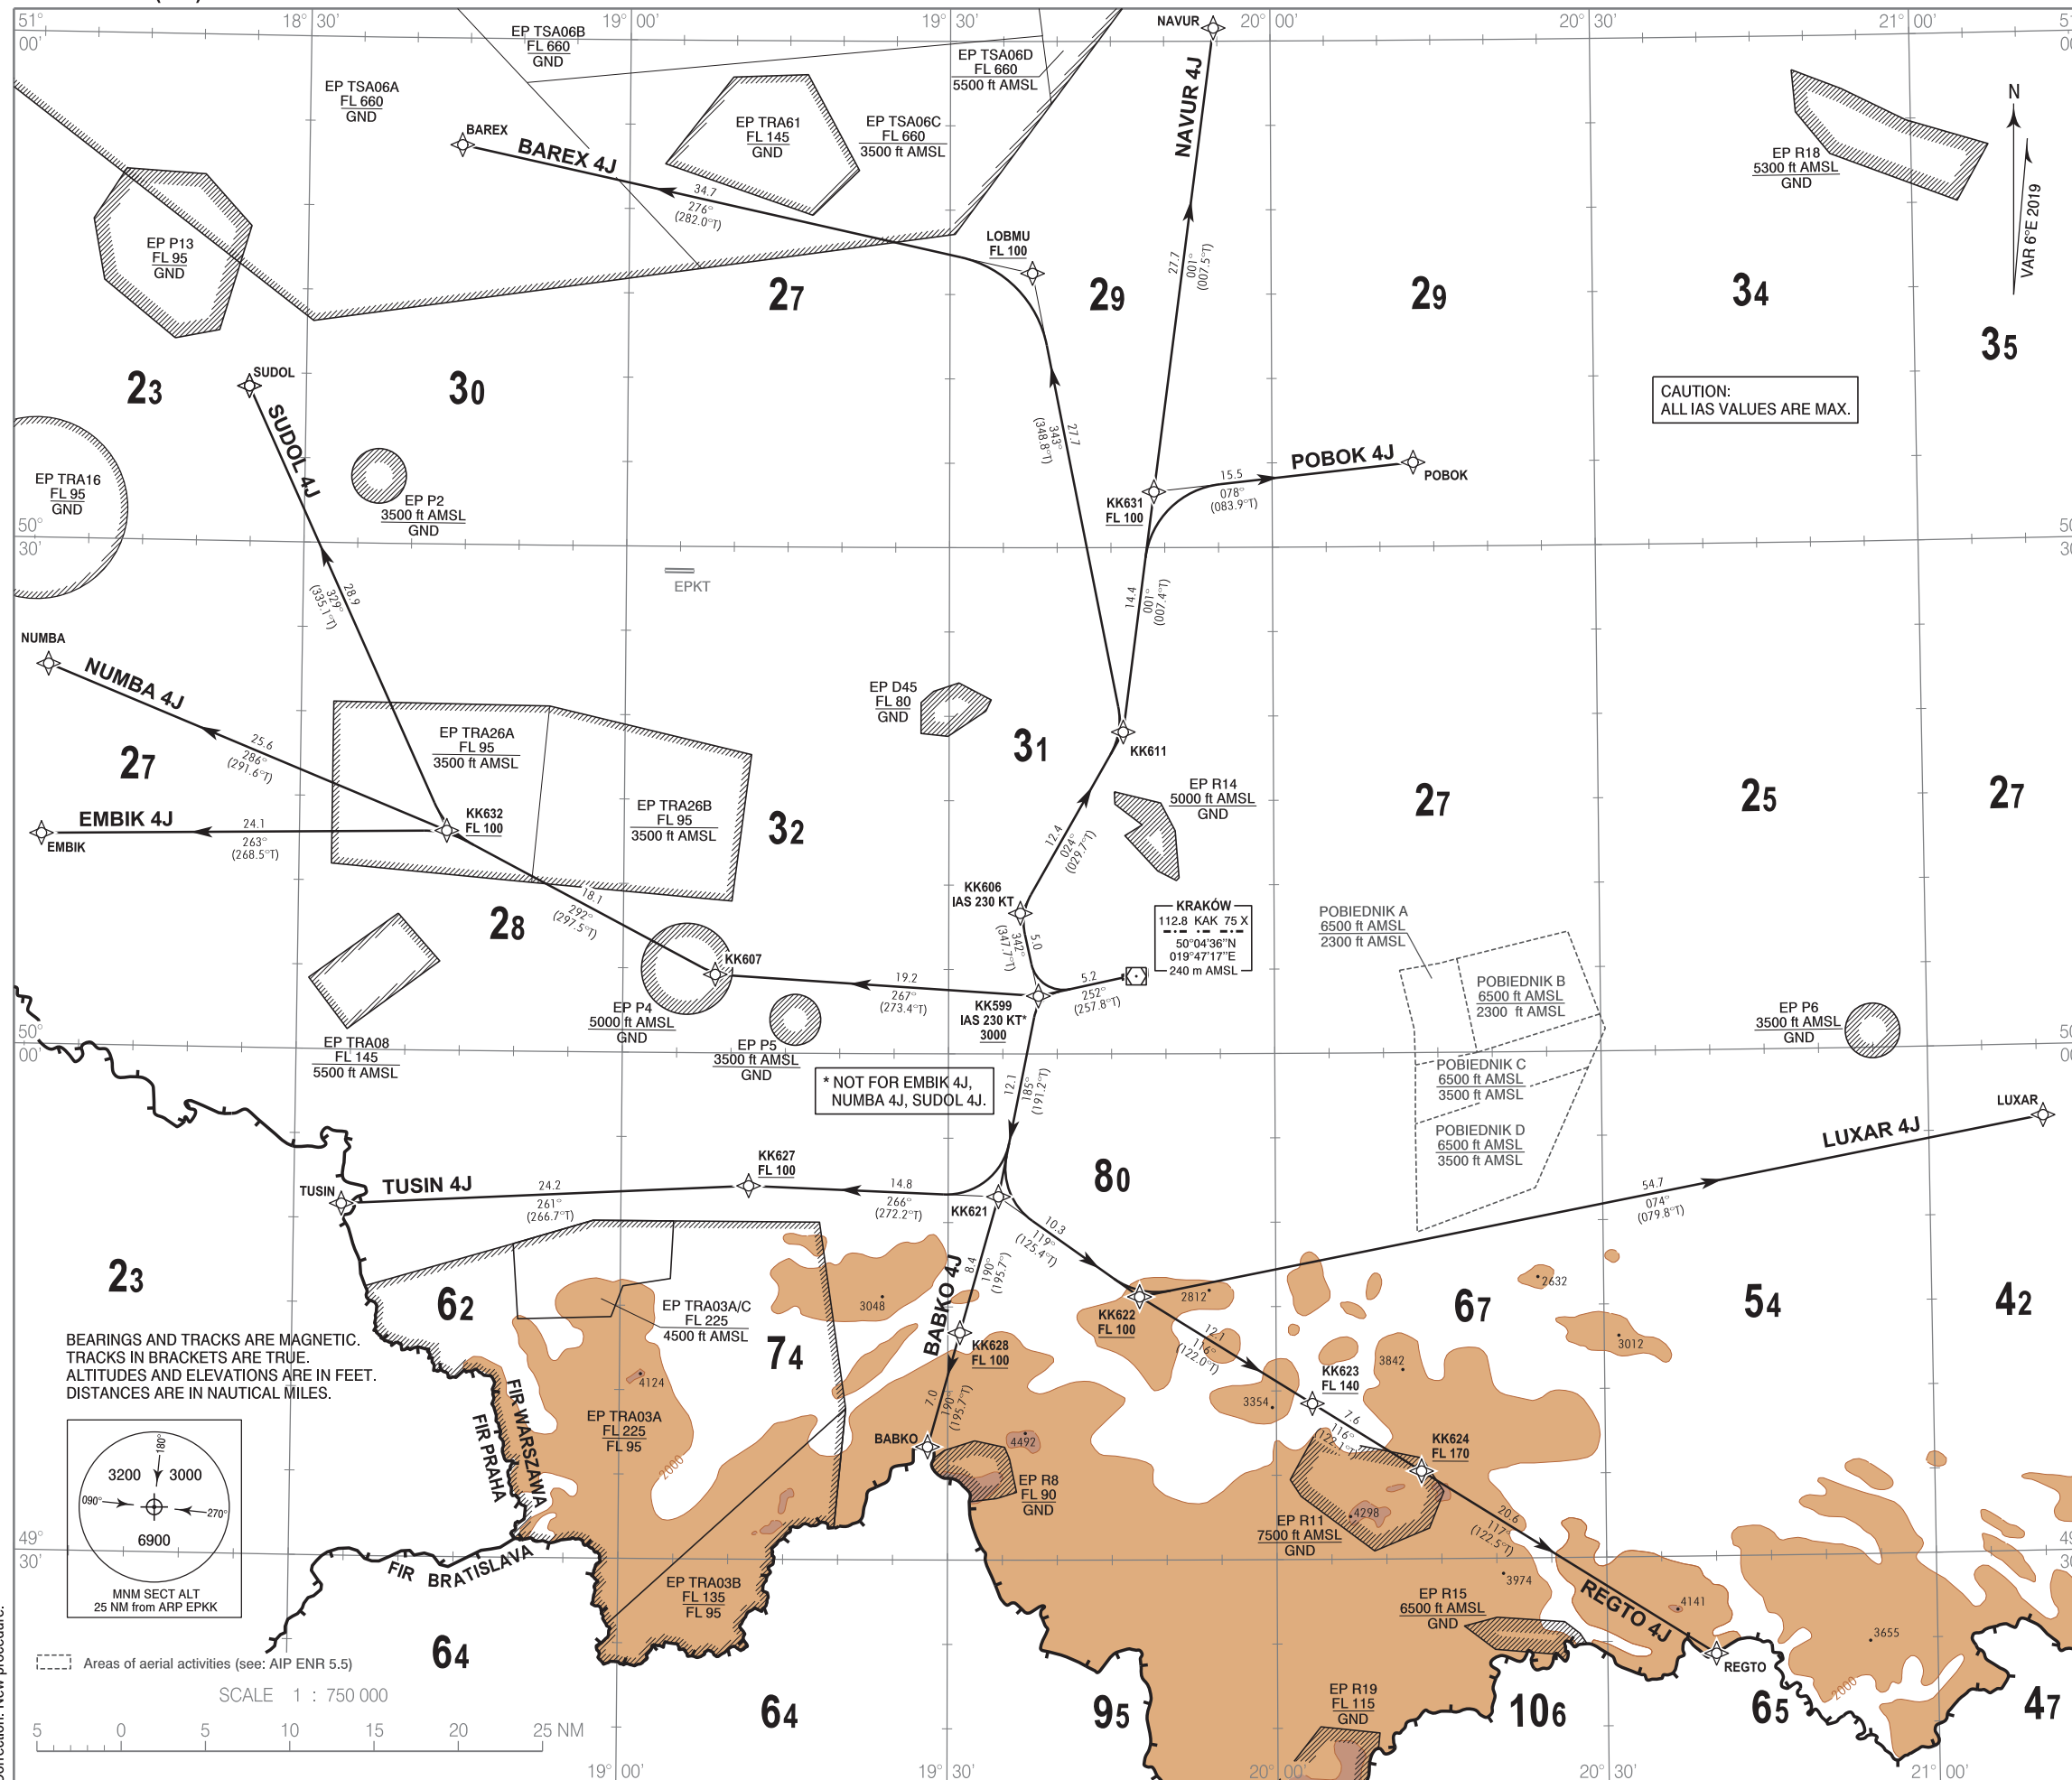 51°
00'
18° 30'
19° 00'
19° 30'
20° 00'
20° 30'
21° 00'
NAVUR
EP TSA06B
FL 660
GND
EP TSA06D
FL 660
5500 ft AMSL
EP TSA06A
FL 660
GND
EP TRA61
FL 145
GND
EP TSA06C
FL 660
3500 ft AMSL
NAVUR 4J
BAREX
BAREX 4J
34.7
276°
(282.0°T)
EP R18
5300 ft AMSL
GND
N
VAR 6°E 2019
EP P13
FL 95
GND
LOBMU
FL 100
27.7
001°
(007.5°T)
27
29
29
34
35
23
30
SUDOL
SUDOL 4J
CAUTION:
ALL IAS VALUES ARE MAX.
27.7
343°
(348.8°T)
POBOK 4J
POBOK
15.5
078°
(083.9°T)
KK631
FL 100
EP TRA16
FL 95
GND
EP P2
3500 ft AMSL
GND
50°
30'
EPKT
28.9
329°
(335.1°T)
14.4
001°
(007.4°T)
NUMBA
NUMBA 4J
25.6
286°
(291.6°T)
EP D45
FL 80
GND
31
KK611
EP TRA26A
FL 95
3500 ft AMSL
EP TRA26B
FL 95
3500 ft AMSL
EP R14
5000 ft AMSL
GND
27
32
27
25
27
EMBIK 4J
EMBIK
24.1
263°
(268.5°T)
KK632
FL 100
12.4
024°
(029.7°T)
18.1
292°
(297.5°T)
28
KK606
IAS 230 KT
KRAKÓW
112.8 KAK 75 X
50°04'36"N
019°47'17"E
240 m AMSL
5.0
342°
(347.7°T)
5.2
252°
(257.8°T)
POBIEDNIK A
6500 ft AMSL
2300 ft AMSL
POBIEDNIK B
6500 ft AMSL
2300 ft AMSL
KK607
19.2
267°
(273.4°T)
KK599
IAS 230 KT*
3000
EP P4
5000 ft AMSL
GND
EP P5
3500 ft AMSL
GND
EP P6
3500 ft AMSL
GND
50°
00'
EP TRA08
FL 145
5500 ft AMSL
* NOT FOR EMBIK 4J,
NUMBA 4J, SUDOL 4J.
12.1
185°
(191.2°T)
POBIEDNIK C
6500 ft AMSL
3500 ft AMSL
POBIEDNIK D
6500 ft AMSL
3500 ft AMSL
LUXAR
LUXAR 4J
54.7
074°
(079.8°T)
TUSIN
TUSIN 4J
24.2
261°
(266.7°T)
KK627
FL 100
14.8
266°
(272.2°T)
KK621
80
10.3
119°
(125.4°T)
23
62
EP TRA03A/C
FL 225
4500 ft AMSL
74
3048
BABKO 4J
8.4
190°
(195.7°T)
KK628
FL 100
KK622
FL 100
2812
67
2632
54
42
3012
BEARINGS AND TRACKS ARE MAGNETIC.
TRACKS IN BRACKETS ARE TRUE.
ALTITUDES AND ELEVATIONS ARE IN FEET.
DISTANCES ARE IN NAUTICAL MILES.
12.1
116°
(122.0°T)
3842
3354
KK623
FL 140
4124
EP TRA03A
FL 225
FL 95
2000
FIR WARSZAWA
FIR PRAHA
7.0
190°
(195.7°T)
BABKO
4492
EP R8
FL 90
GND
7.6
116°
(122.1°T)
KK624
FL 170
4298
EP R11
7500 ft AMSL
GND
20.6
117°
(122.5°T)
180°
3200
3000
090°
270°
6900
MNM SECT ALT
25 NM from ARP EPKK
49°
30'
FIR BRATISLAVA
EP TRA03B
FL 135
FL 95
3974
EP R15
6500 ft AMSL
GND
REGTO 4J
4141
3655
REGTO
2000
64
64
95
EP R19
FL 115
GND
106
65
47
Areas of aerial activities (see: AIP ENR 5.5)
SCALE 1 : 750 000
5 0 5 10 15 20 25 NM
19° 00'
19° 30'
20° 00'
20° 30'
21° 00'
Correction: New procedure.